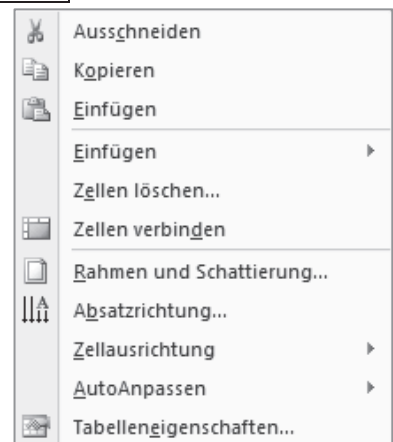 Ausschneiden
Kopieren
Einfügen
Einfügen
Zellen löschen...
Zellen verbinden
Rahmen und Schattierung...
Absatzrichtung...
Zellausrichtung
AutoAnpassen
Tabelleneigenschaften...